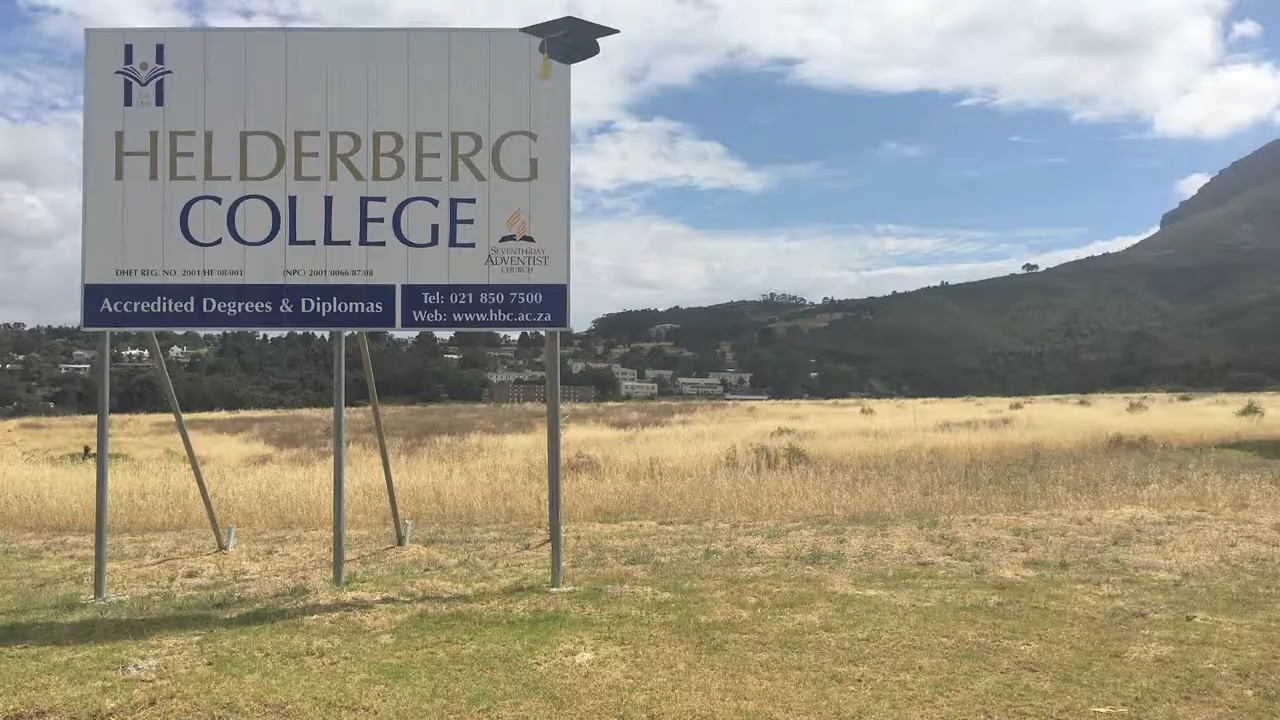 H
HELDERBERG
COLLEGE
SEVENTH-DAY
ADVENTIST
CHURCH
DHET REG. NO. 2001/HE 08/001 (NPC) 2001/0066/87/08
Accredited Degrees & Diplomas
Tel: 021 850 7500
Web: www.hbc.ac.za